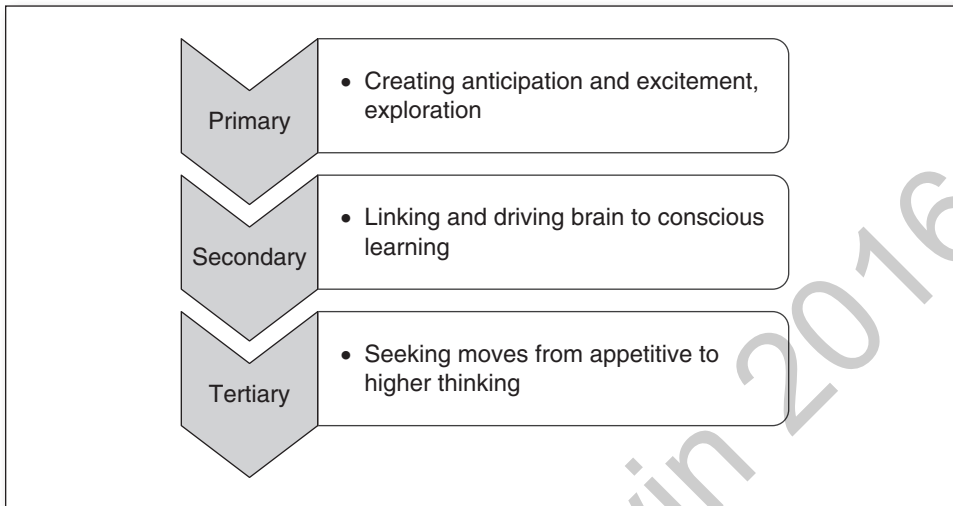 Primary
• Creating anticipation and excitement,
exploration
Secondary
• Linking and driving brain to conscious
learning
Tertiary
• Seeking moves from appetitive to
higher thinking
2016